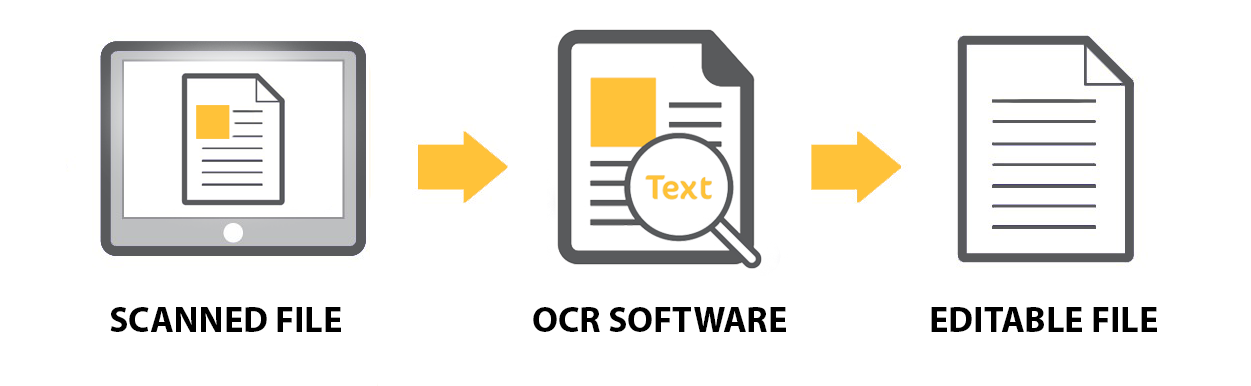 Text
SCANNED FILE
OCR SOFTWARE
EDITABLE FILE